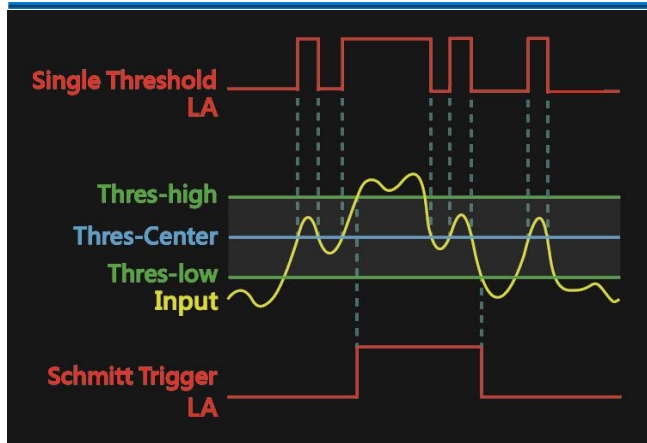 Single Threshold
LA
Thres-high
Thres-Center
Thres-low
Input
Schmitt Trigger
LA